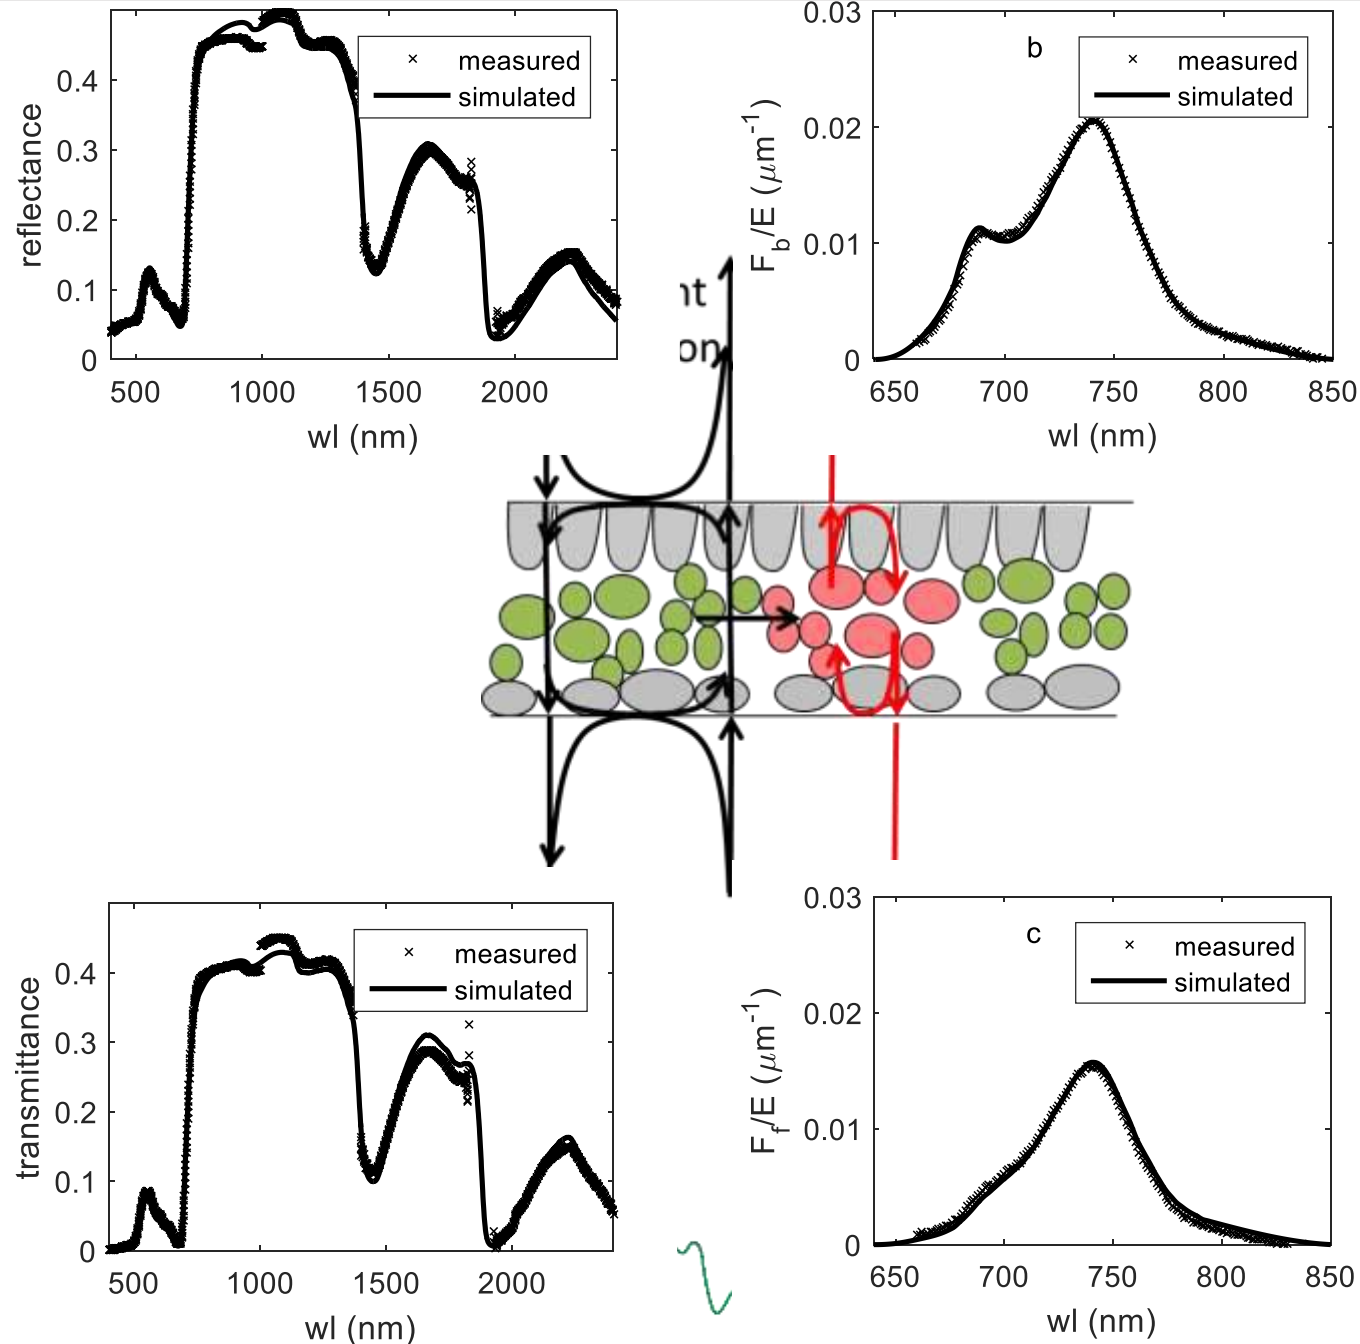 reflectance
0.4
0.3
0.2
0.1
0
500 1000 1500 2000
wl (nm)
measured
simulated
F_b/E (μm^-1)
0.03
0.02
0.01
0
650 700 750 800 850
wl (nm)
b
measured
simulated
nt
on
transmittance
0.4
0.3
0.2
0.1
0
500 1000 1500 2000
wl (nm)
measured
simulated
F_f/E (μm^-1)
0.03
0.02
0.01
0
650 700 750 800 850
wl (nm)
c
measured
simulated